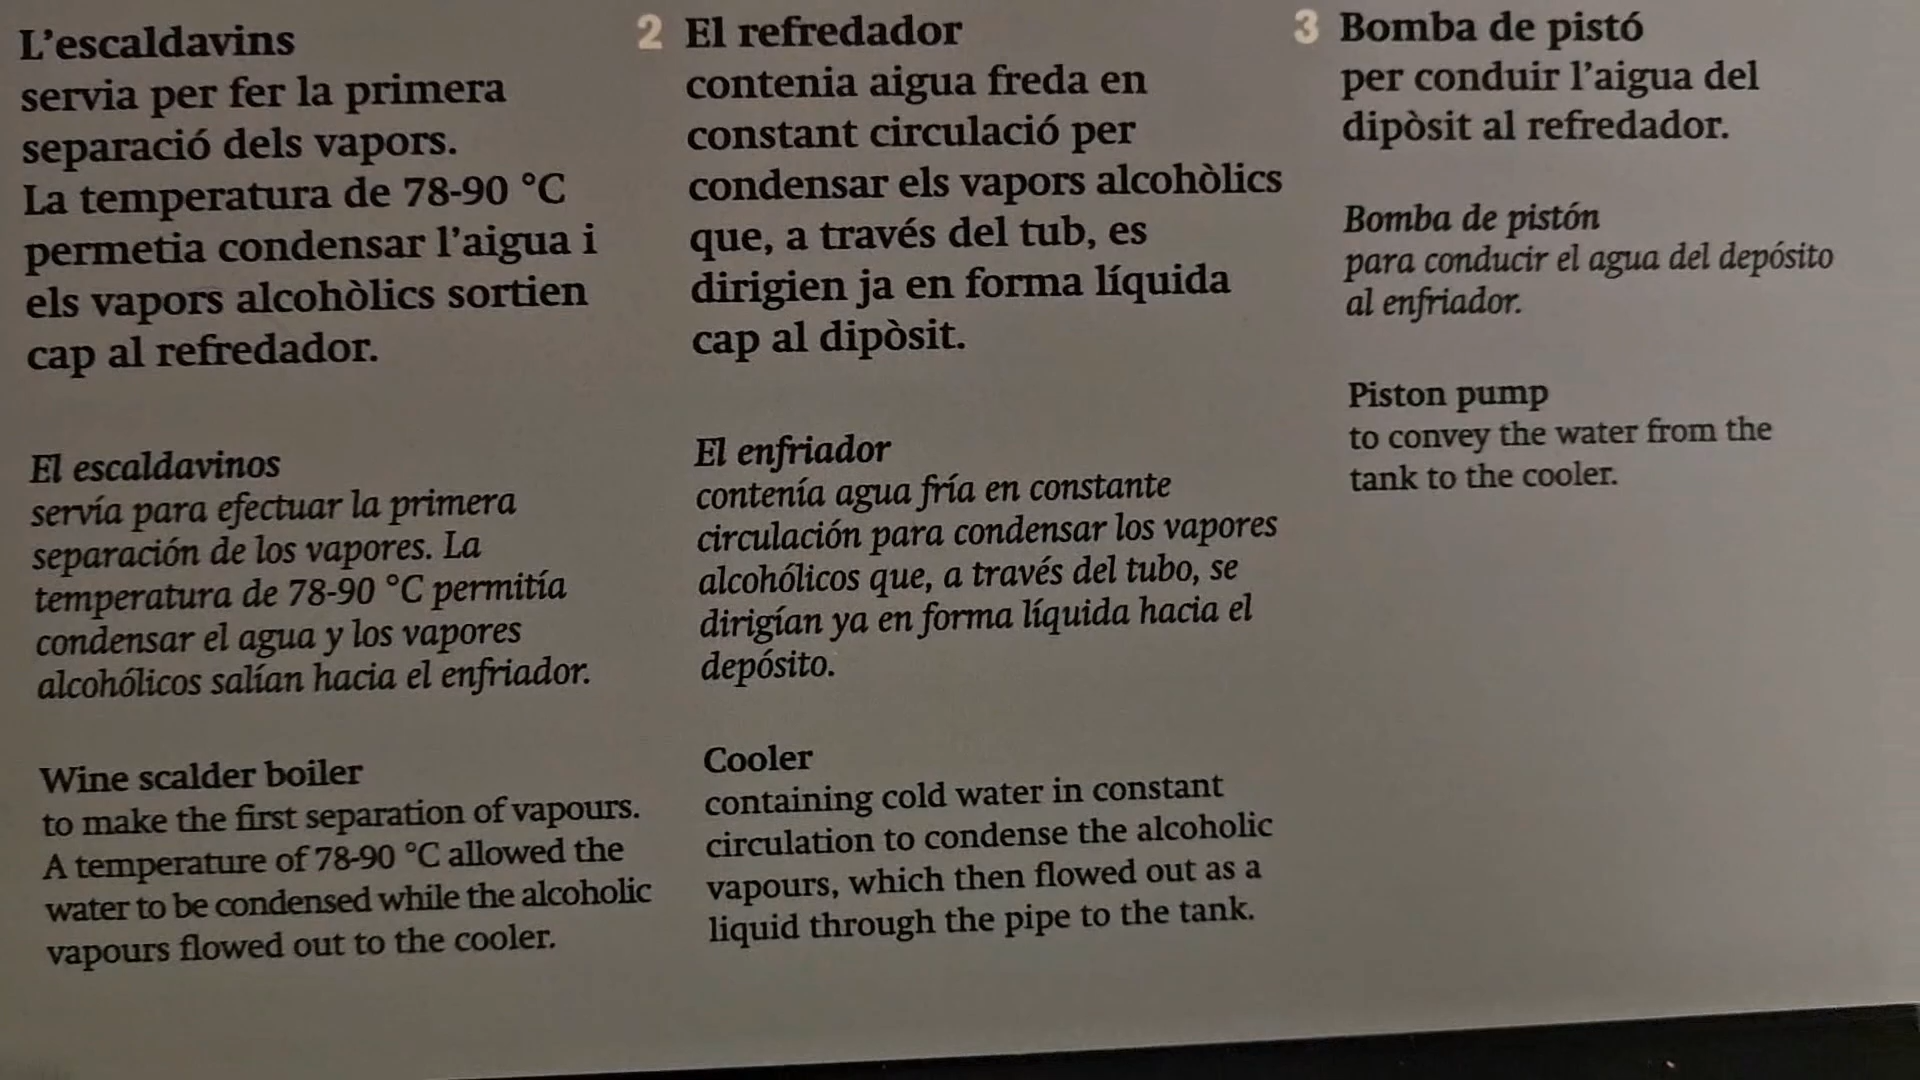 L'escaldavins
servia per fer la primera
separació dels vapors.
La temperatura de 78-90 °C
permetia condensar l'aigua i
els vapors alcohòlics sortien
cap al refredador.
El escaldavinos
servía para efectuar la primera
separación de los vapores. La
temperatura de 78-90 °C permitía
condensar el agua y los vapores
alcohólicos salían hacia el enfriador.
Wine scalder boiler
to make the first separation of vapours.
A temperature of 78-90 °C allowed the
water to be condensed while the alcoholic
vapours flowed out to the cooler.
2 El refredador
contenia aigua freda en
constant circulació per
condensar els vapors alcohòlics
que, a través del tub, es
dirigien ja en forma líquida
cap al dipòsit.
El enfriador
contenía agua fría en constante
circulación para condensar los vapores
alcohólicos que, a través del tubo, se
dirigían ya en forma líquida hacia el
depósito.
Cooler
containing cold water in constant
circulation to condense the alcoholic
vapours, which then flowed out as a
liquid through the pipe to the tank.
3 Bomba de pistó
per conduir l'aigua del
dipòsit al refredador.
Bomba de pistón
para conducir el agua del depósito
al enfriador.
Piston pump
to convey the water from the
tank to the cooler.